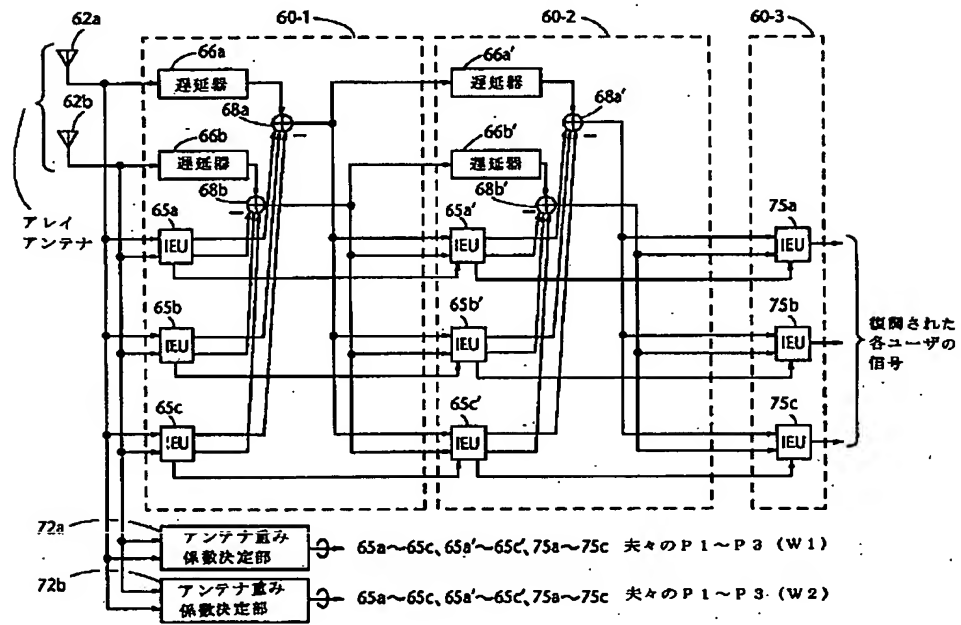 62a
60-1
60-2
60-3
66a
遅延器
66a'
遅延器
62b
68a
68a'
66b
遅延器
66b'
遅延器
68b
68b'
アレイ
アンテナ
65a
IEU
65a'
IEU
75a
IEU
65b
IEU
65b'
IEU
75b
IEU
復調された
各ユーザの
信号
65c
IEU
65c'
IEU
75c
IEU
72a
アンテナ重み
係数決定部
65a～65c、65a'～65c'、75a～75c 夫々のP1～P3 (W1)
72b
アンテナ重み
係数決定部
65a～65c、65a'～65c'、75a～75c 夫々のP1～P3 (W2)